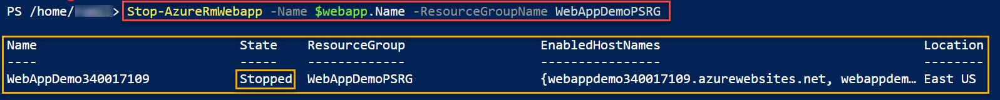 PS /home/ > Stop-AzureRmWebapp -Name $webapp.Name -ResourceGroupName WebAppDemoPSRG
Name State ResourceGroup EnabledHostNames Location
---- ----- ------------- ---------------- --------
WebAppDemo340017109 Stopped WebAppDemoPSRG {webappdemo340017109.azurewebsites.net, webappdem… East US